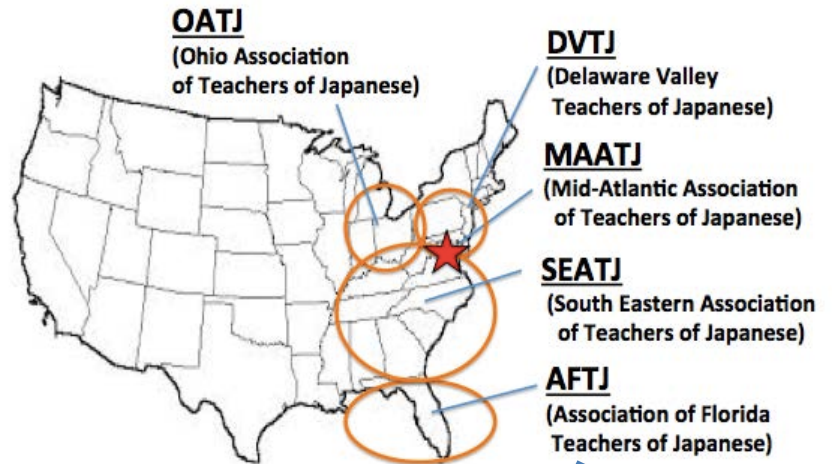 OATJ
(Ohio Association
of Teachers of Japanese)
DVTJ
(Delaware Valley
Teachers of Japanese)
MAATJ
(Mid-Atlantic Association
of Teachers of Japanese)
SEATJ
(South Eastern Association
of Teachers of Japanese)
AFTJ
(Association of Florida
Teachers of Japanese)